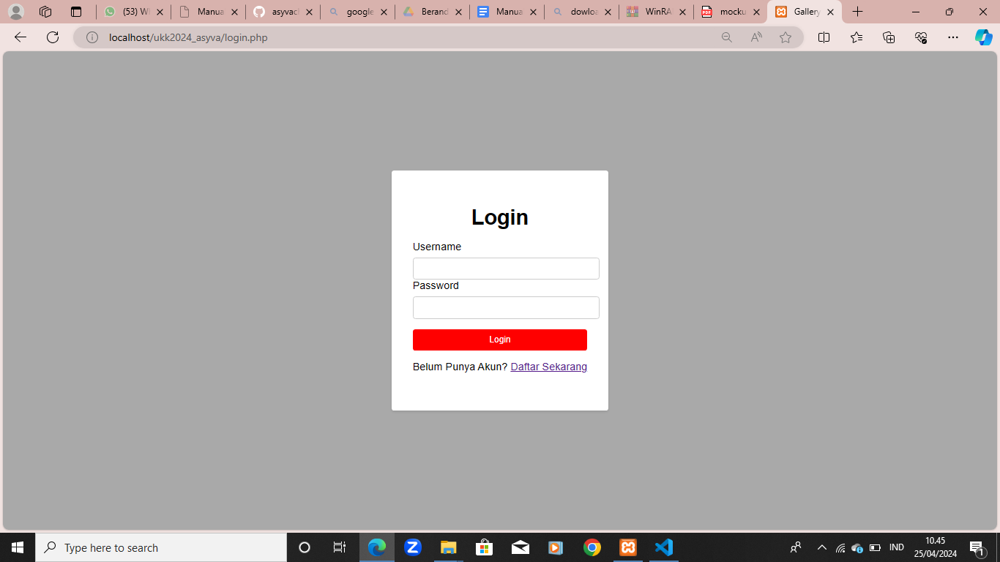 (53) W
Manua
asyvac
google
Berand
Manua
dowloa
WinRA
mocku
Gallery
localhost/ukk2024_asyva/login.php
Login
Username
Password
Login
Belum Punya Akun? Daftar Sekarang
Type here to search
IND
10.45
25/04/2024
1